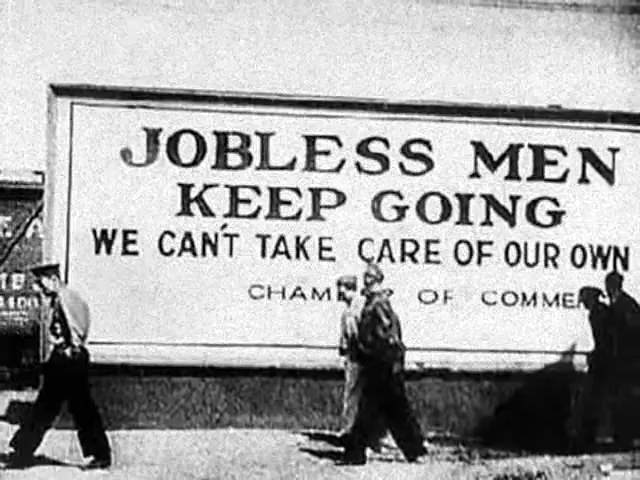 JOBLESS MEN
KEEP GOING
WE CAN'T TAKE CARE OF OUR OWN
OF